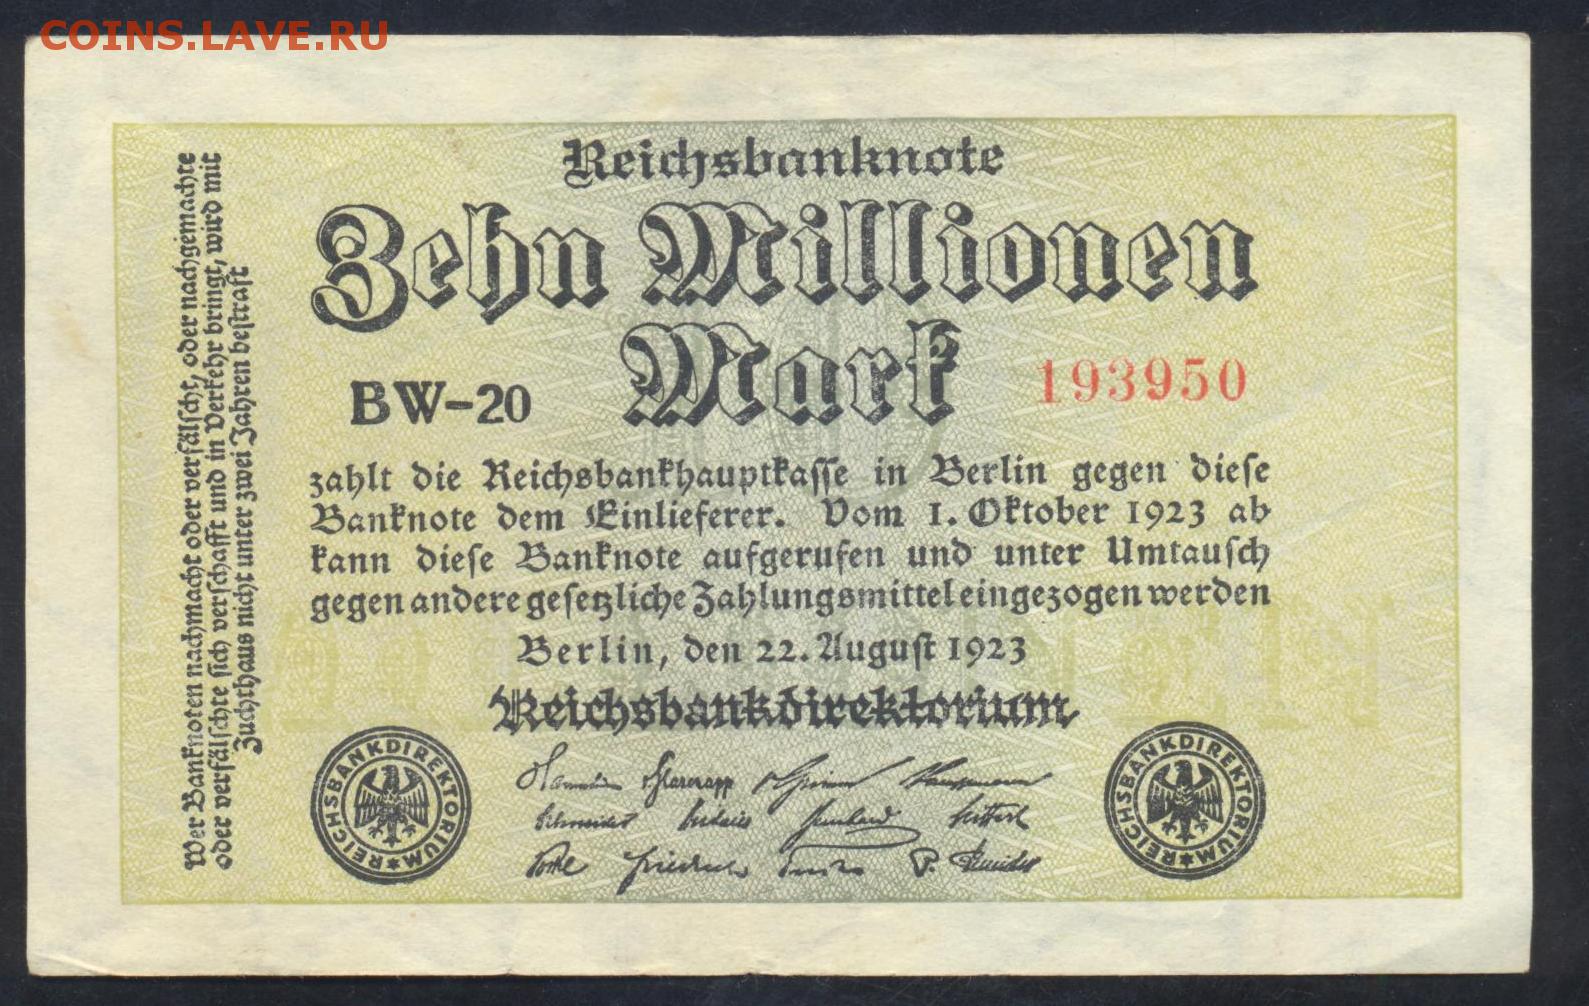 COINS.LAVE.RU
Reichsbanknote
Zehn Millionen
Mark
BW-20
193950
zahlt die Reichsbankhauptkasse in Berlin gegen diese
Banknote dem Einlieferer. Vom 1. Oktober 1923 ab
kann diese Banknote aufgerufen und unter Umtausch
gegen andere gesetzliche Zahlungsmittel eingezogen werden
Berlin, den 22. August 1923
Reichsbankdirektorium
Wer Banknoten nachmacht oder verfälscht, oder nachgemachte
oder verfälschte sich verschafft und in Verkehr bringt, wird mit
Zuchthaus nicht unter zwei Jahren bestraft
REICHSBANKDIREKTORIUM
REICHSBANKDIREKTORIUM